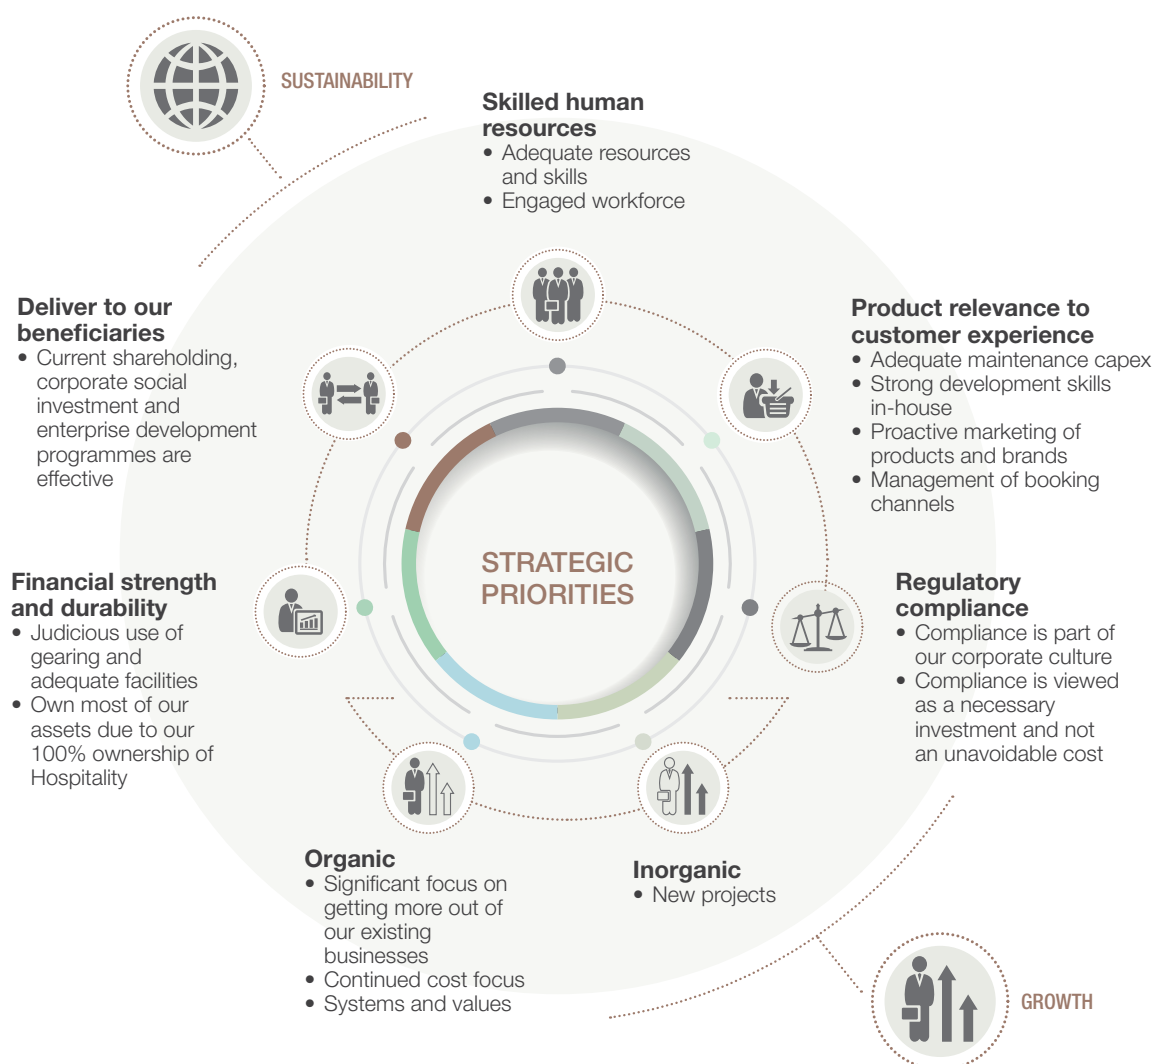 SUSTAINABILITY
Skilled human
resources
• Adequate resources
and skills
• Engaged workforce
Deliver to our
beneficiaries
• Current shareholding,
corporate social
investment and
enterprise development
programmes are
effective
Product relevance to
customer experience
• Adequate maintenance capex
• Strong development skills
in-house
• Proactive marketing of
products and brands
• Management of booking
channels
STRATEGIC
PRIORITIES
Financial strength
and durability
• Judicious use of
gearing and
adequate facilities
• Own most of our
assets due to our
100% ownership of
Hospitality
Regulatory
compliance
• Compliance is part of
our corporate culture
• Compliance is viewed
as a necessary
investment and not
an unavoidable cost
Organic
• Significant focus on
getting more out of
our existing
businesses
• Continued cost focus
• Systems and values
Inorganic
• New projects
GROWTH